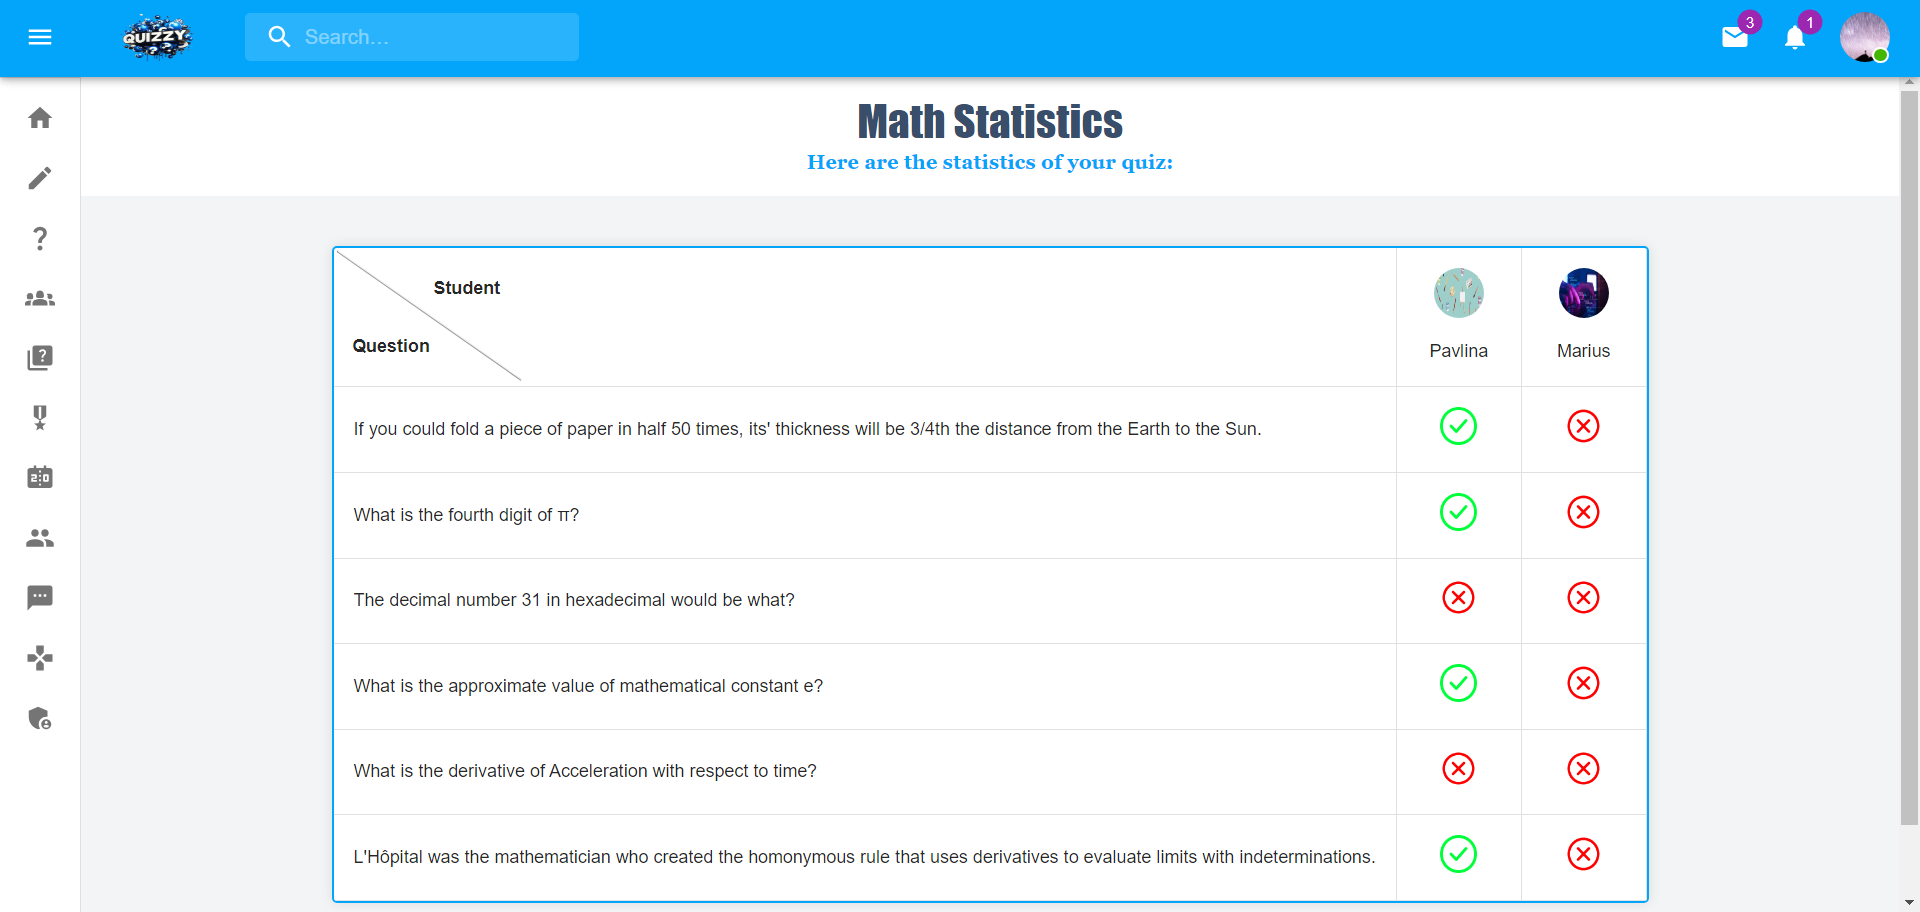 QUIZZY
Search...
3
1
Math Statistics
Here are the statistics of your quiz:
Student
Question
Pavlina
Marius
If you could fold a piece of paper in half 50 times, its' thickness will be 3/4th the distance from the Earth to the Sun.
What is the fourth digit of π?
The decimal number 31 in hexadecimal would be what?
What is the approximate value of mathematical constant e?
What is the derivative of Acceleration with respect to time?
L'Hôpital was the mathematician who created the homonymous rule that uses derivatives to evaluate limits with indeterminations.